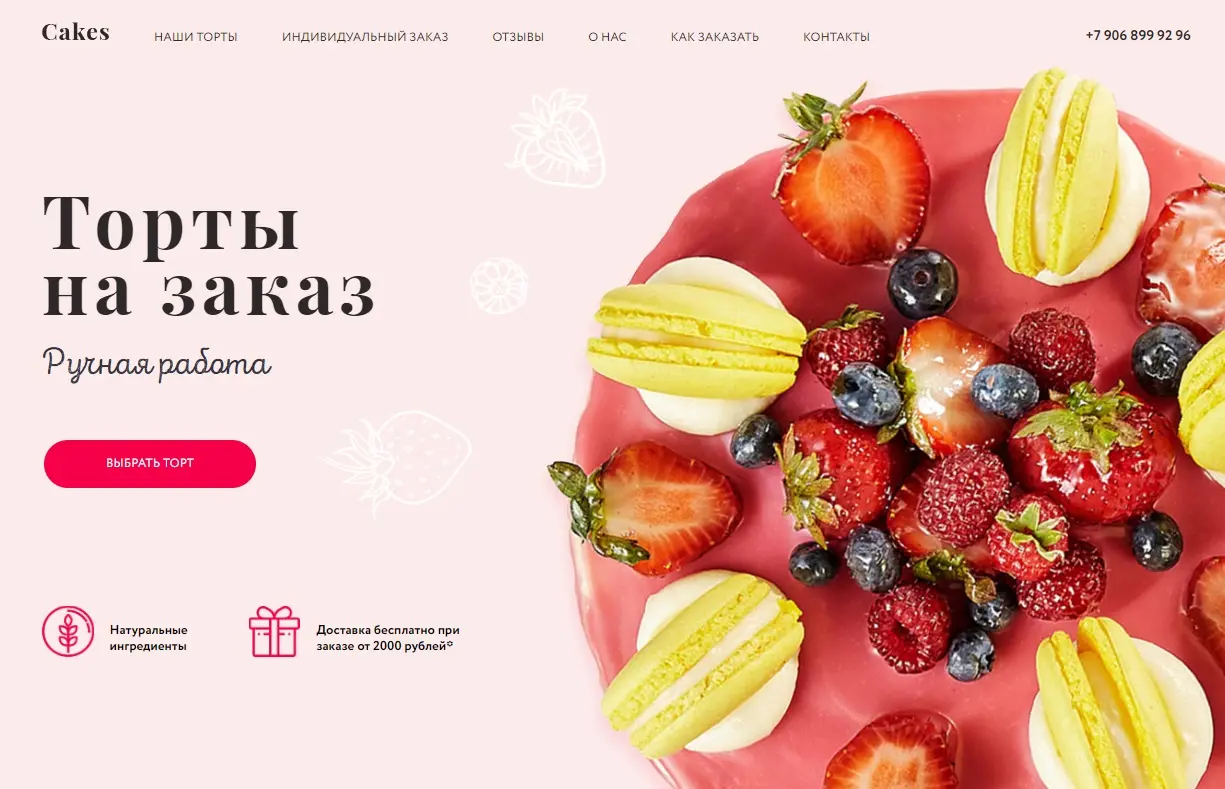 Cakes
НАШИ ТОРТЫ
ИНДИВИДУАЛЬНЫЙ ЗАКАЗ
ОТЗЫВЫ
О НАС
КАК ЗАКАЗАТЬ
КОНТАКТЫ
+7 906 899 92 96
Торты
на заказ
Ручная работа
ВЫБРАТЬ ТОРТ
Натуральные
ингредиенты
Доставка бесплатно при
заказе от 2000 рублей*